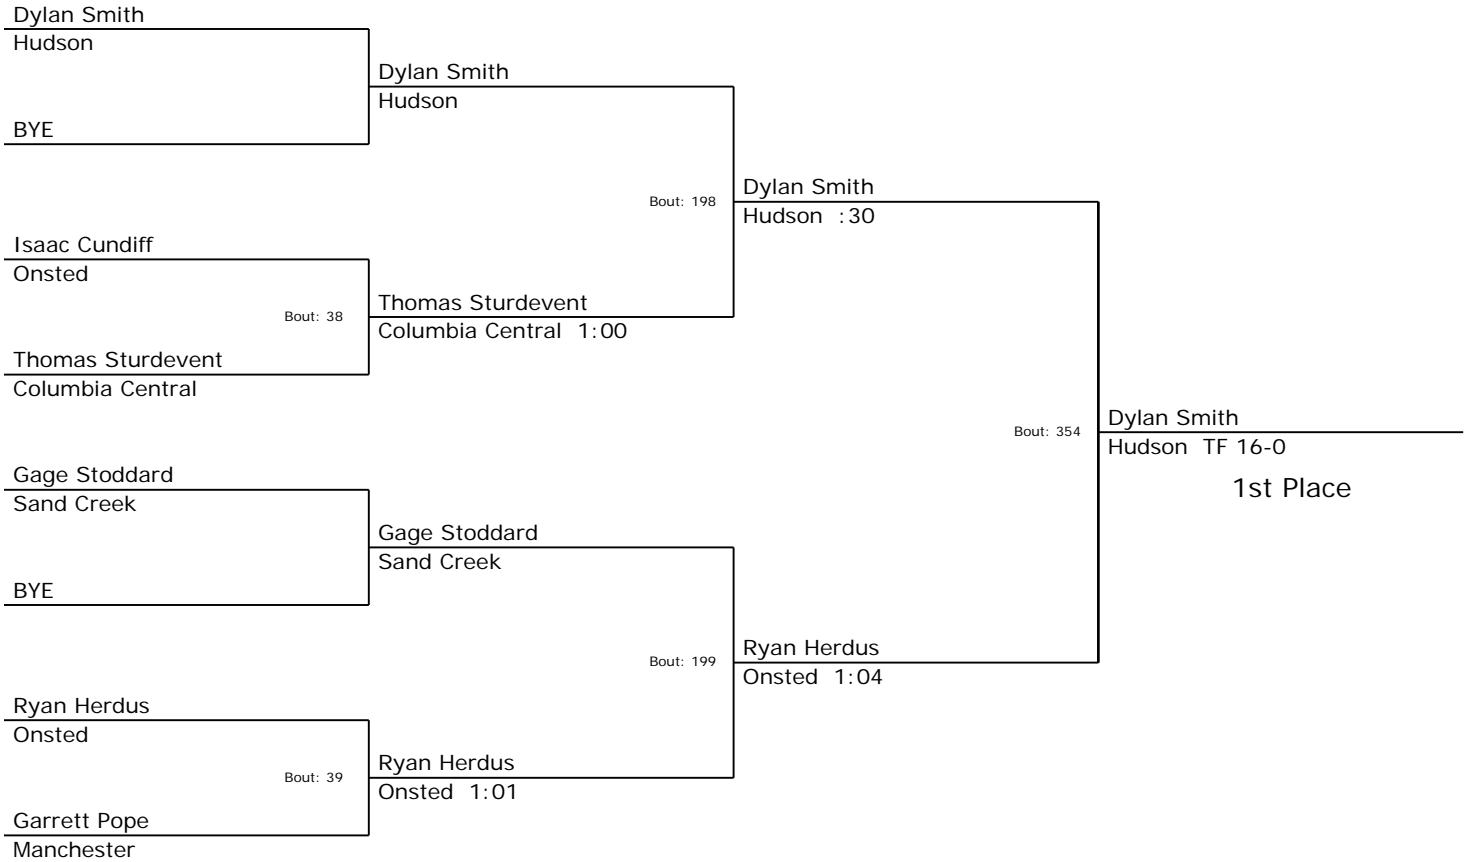 Dylan Smith
Hudson
BYE
Isaac Cundiff
Onsted
Bout: 38
Thomas Sturdevent
Columbia Central
Gage Stoddard
Sand Creek
BYE
Ryan Herdus
Onsted
Bout: 39
Garrett Pope
Manchester
Dylan Smith
Hudson
Bout: 198
Thomas Sturdevent
Columbia Central 1:00
Gage Stoddard
Sand Creek
Bout: 199
Ryan Herdus
Onsted 1:01
Dylan Smith
Hudson :30
Bout: 354
Ryan Herdus
Onsted 1:04
Dylan Smith
Hudson TF 16-0
1st Place